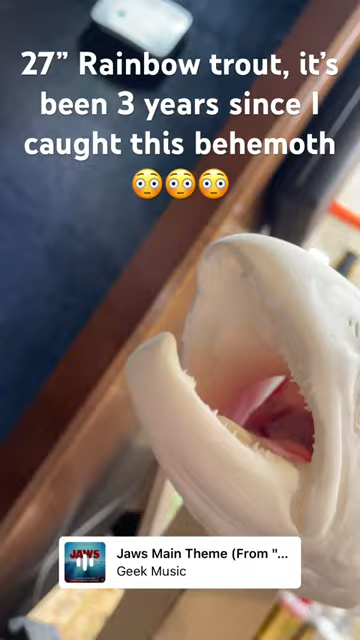 27” Rainbow trout, it’s
been 3 years since I
caught this behemoth
😳😳😳
JAWS
Jaws Main Theme (From "...
Geek Music